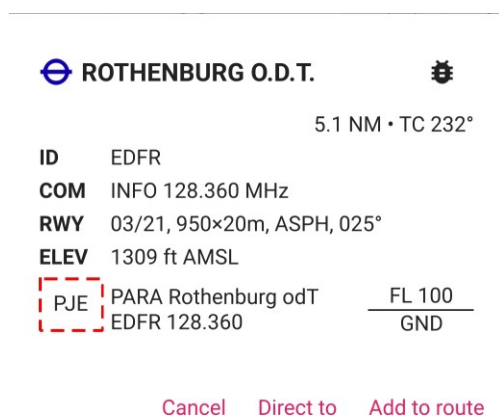 ROTHENBURG O.D.T.
5.1 NM • TC 232°
ID EDFR
COM INFO 128.360 MHz
RWY 03/21, 950×20m, ASPH, 025°
ELEV 1309 ft AMSL
PJE PARA Rothenburg odT FL 100
EDFR 128.360 GND
Cancel Direct to Add to route